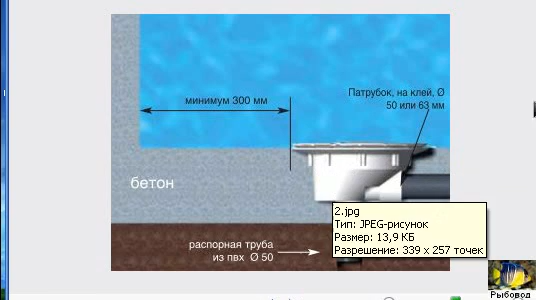 минимум 300 мм
Патрубок, на клей, Ø
50 или 63 мм
бетон
2.jpg
Тип: JPEG-рисунок
Размер: 13,9 КБ
Разрешение: 339 x 257 точек
распорная труба
из пвх Ø 50
Рыбовод